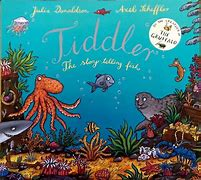 Julia Donaldson Axel Scheffler
Tiddler
The story-telling fish
THE GRUFFALO